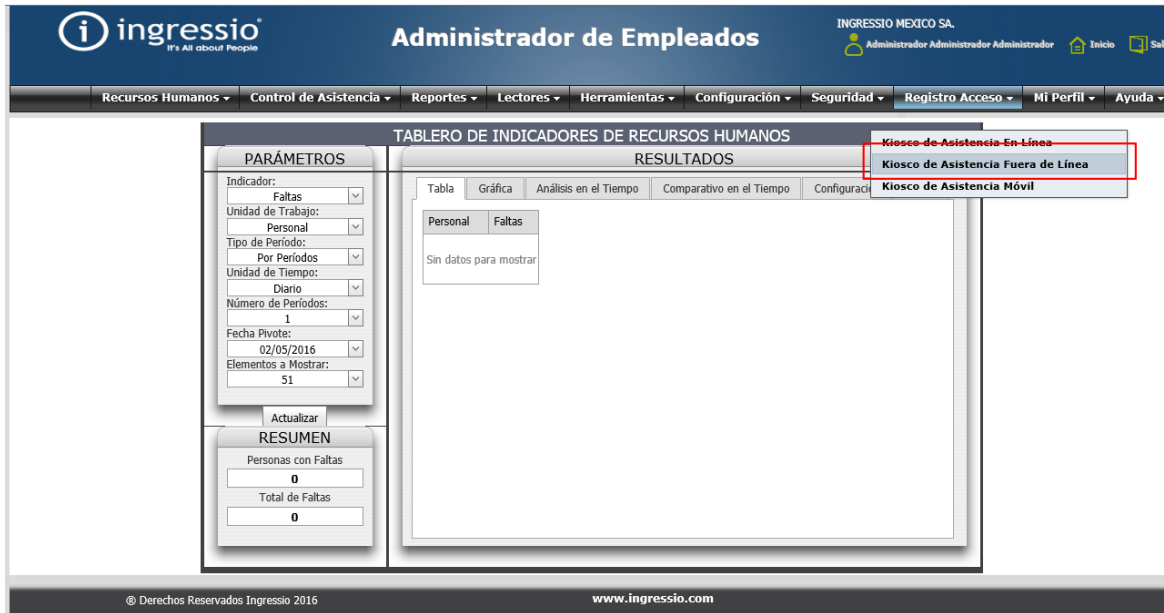 ingressio
It's All about People
Administrador de Empleados
INGRESSIO MEXICO SA.
Administrador Administrador Administrador
Inicio
Sal
Recursos Humanos
Control de Asistencia
Reportes
Lectores
Herramientas
Configuración
Seguridad
Registro Acceso
Mi Perfil
Ayuda
Kiosco de Asistencia En Línea
Kiosco de Asistencia Fuera de Línea
Kiosco de Asistencia Móvil
TABLERO DE INDICADORES DE RECURSOS HUMANOS
PARÁMETROS
Indicador:
Faltas
Unidad de Trabajo:
Personal
Tipo de Período:
Por Períodos
Unidad de Tiempo:
Diario
Número de Períodos:
1
Fecha Pivote:
02/05/2016
Elementos a Mostrar:
51
Actualizar
RESUMEN
Personas con Faltas
0
Total de Faltas
0
RESULTADOS
Tabla
Gráfica
Análisis en el Tiempo
Comparativo en el Tiempo
Configuraci
Personal
Faltas
Sin datos para mostrar
® Derechos Reservados Ingressio 2016
www.ingressio.com